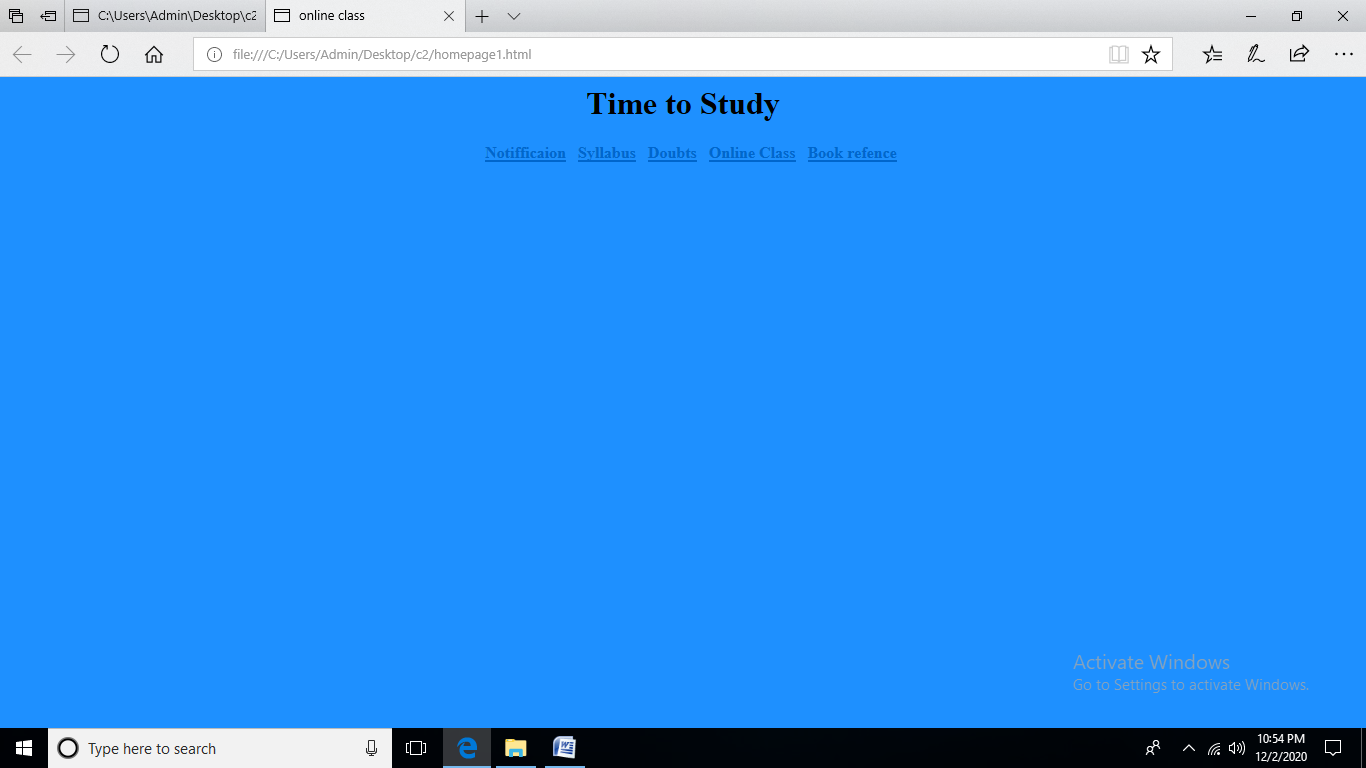 C:\Users\Admin\Desktop\c2
online class
file:///C:/Users/Admin/Desktop/c2/homepage1.html
Time to Study
Notifficaion Syllabus Doubts Online Class Book refence
Activate Windows
Go to Settings to activate Windows.
Type here to search
10:54 PM
12/2/2020